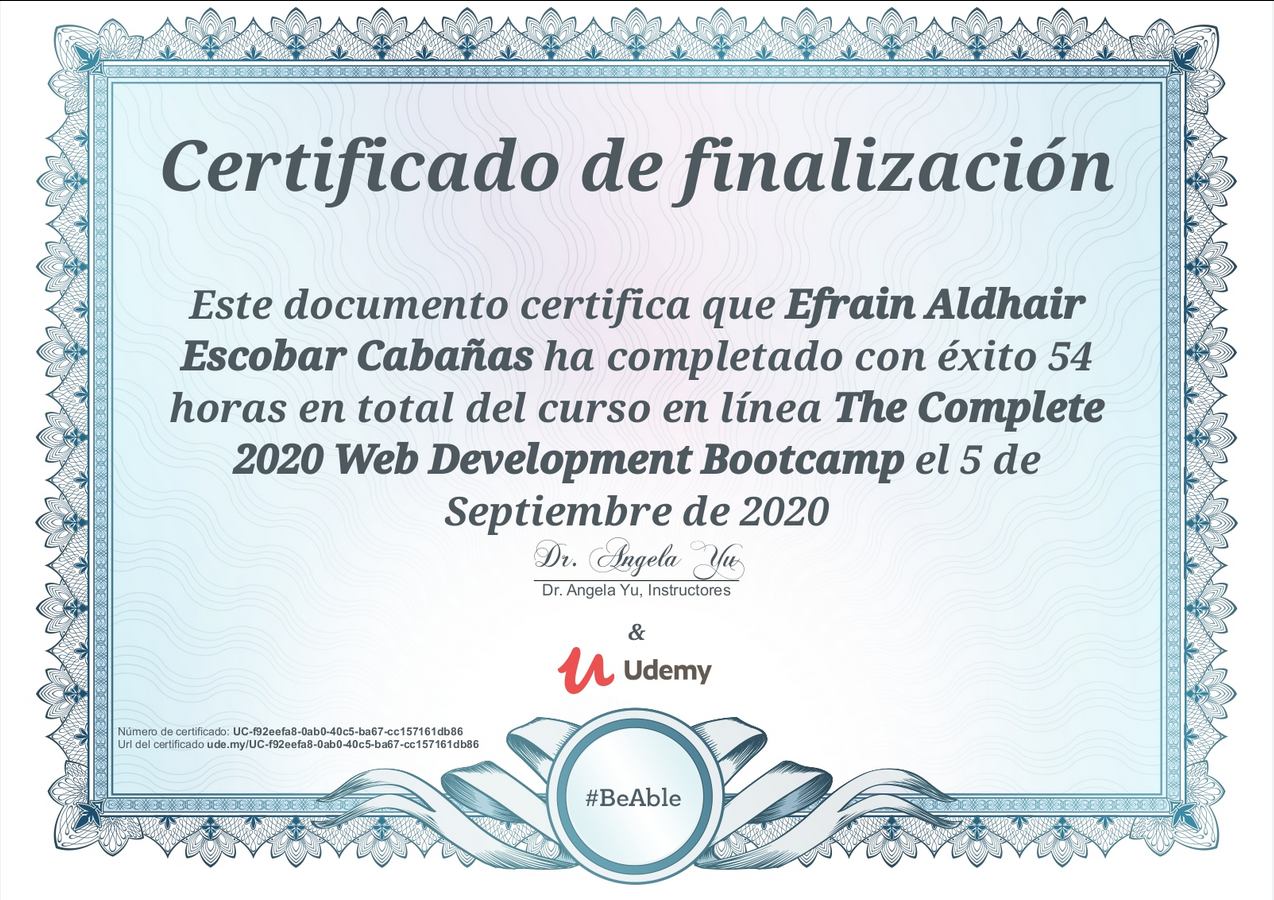 Certificado de finalización
Este documento certifica que Efrain Aldhair
Escobar Cabañas ha completado con éxito 54
horas en total del curso en línea The Complete
2020 Web Development Bootcamp el 5 de
Septiembre de 2020
Dr. Angela Yu
Dr. Angela Yu, Instructores
&
Udemy
Número de certificado: UC-f92eefa8-0ab0-40c5-ba67-cc157161db86
Url del certificado ude.my/UC-f92eefa8-0ab0-40c5-ba67-cc157161db86
#BeAble